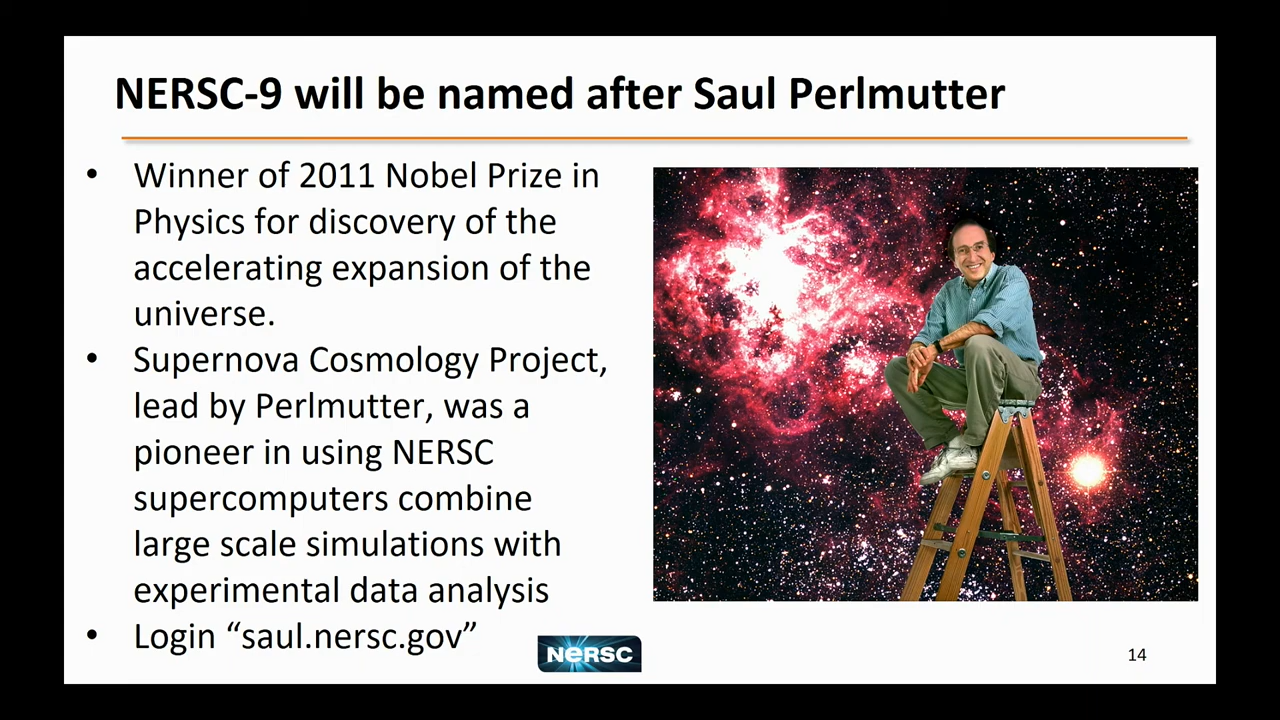 NERSC-9 will be named after Saul Perlmutter
• Winner of 2011 Nobel Prize in
Physics for discovery of the
accelerating expansion of the
universe.
• Supernova Cosmology Project,
lead by Perlmutter, was a
pioneer in using NERSC
supercomputers combine
large scale simulations with
experimental data analysis
• Login “saul.nersc.gov”
NERSC
14